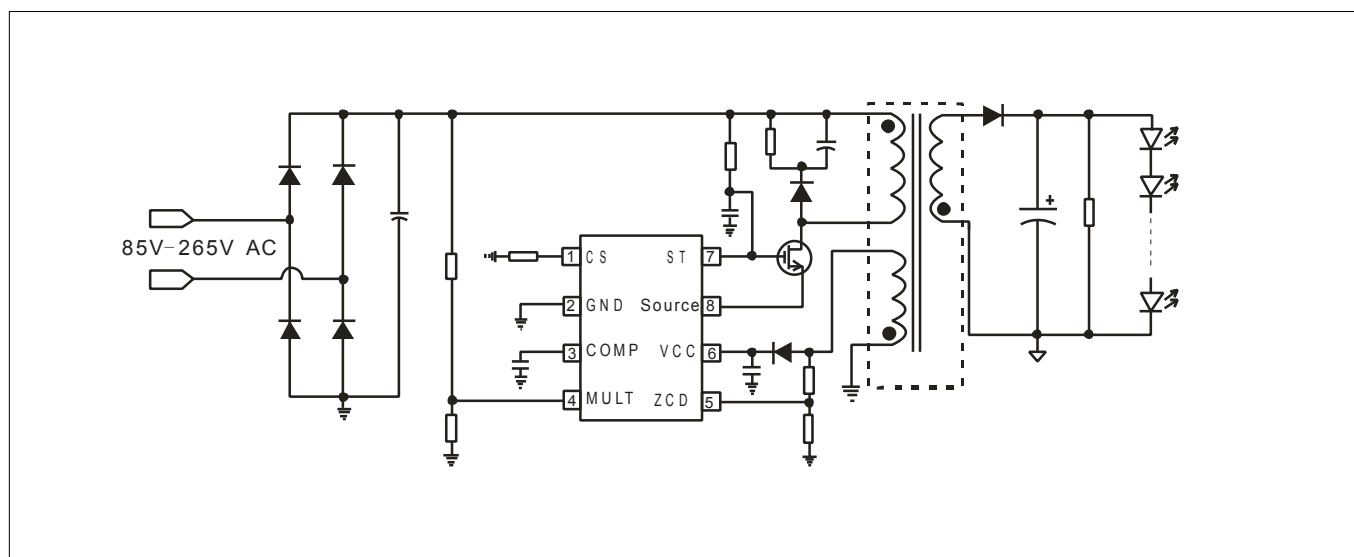 85V-265V AC
1 CS ST 7
2 GND Source 8
3 COMP VCC 6
4 MULT ZCD 5
+